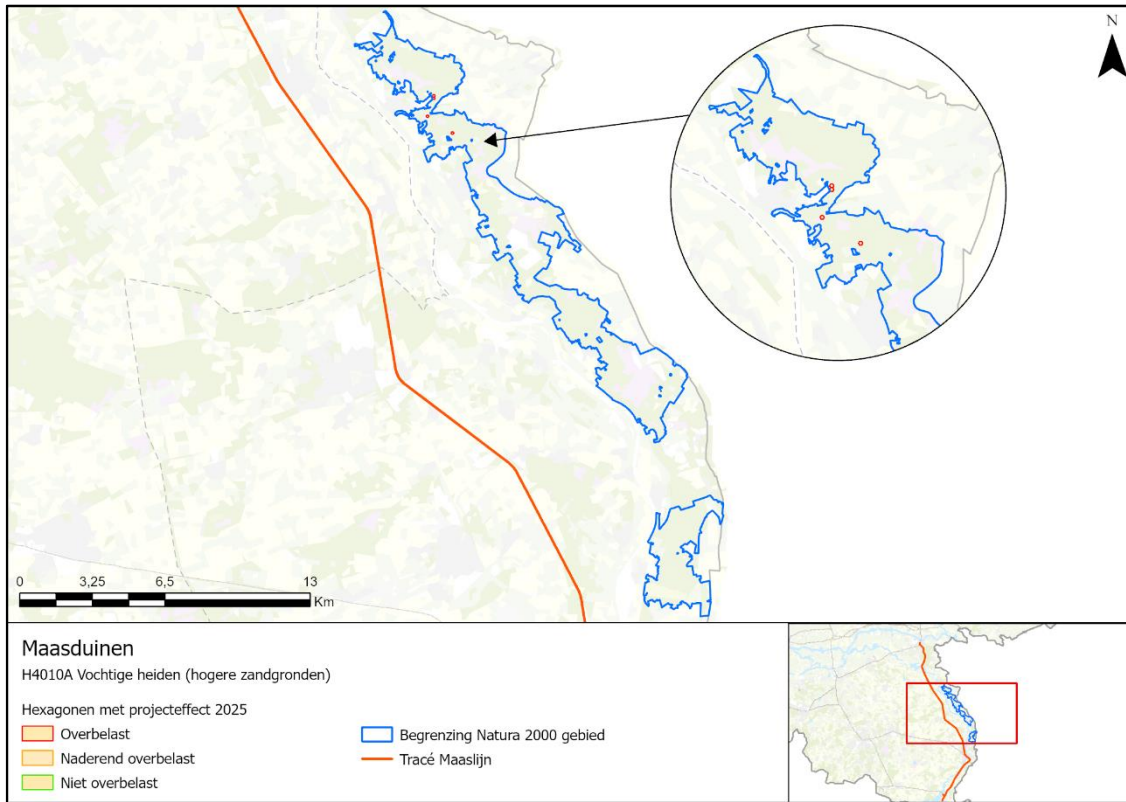 N
0 3,25 6,5 13
Km
Maasduinen
H4010A Vochtige heiden (hogere zandgronden)
Hexagonen met projecteffect 2025
Overbelast
Naderend overbelast
Niet overbelast
Begrenzing Natura 2000 gebied
Tracé Maaslijn